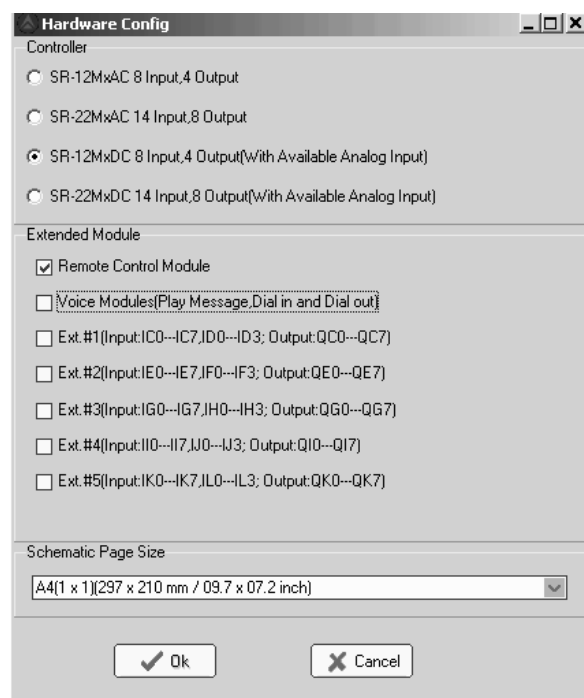 Hardware Config
Controller
SR-12MxAC 8 Input,4 Output
SR-22MxAC 14 Input,8 Output
SR-12MxDC 8 Input,4 Output(With Available Analog Input)
SR-22MxDC 14 Input,8 Output(With Available Analog Input)
Extended Module
Remote Control Module
Voice Modules(Play Message,Dial in and Dial out)
Ext.#1(Input:IC0---IC7,ID0---ID3; Output:QC0---QC7)
Ext.#2(Input:IE0---IE7,IF0---IF3; Output:QE0---QE7)
Ext.#3(Input:IG0---IG7,IH0---IH3; Output:QG0---QG7)
Ext.#4(Input:II0---II7,IJ0---IJ3; Output:QI0---QI7)
Ext.#5(Input:IK0---IK7,IL0---IL3; Output:QK0---QK7)
Schematic Page Size
A4(1 x 1)(297 x 210 mm / 09.7 x 07.2 inch)
Ok
Cancel